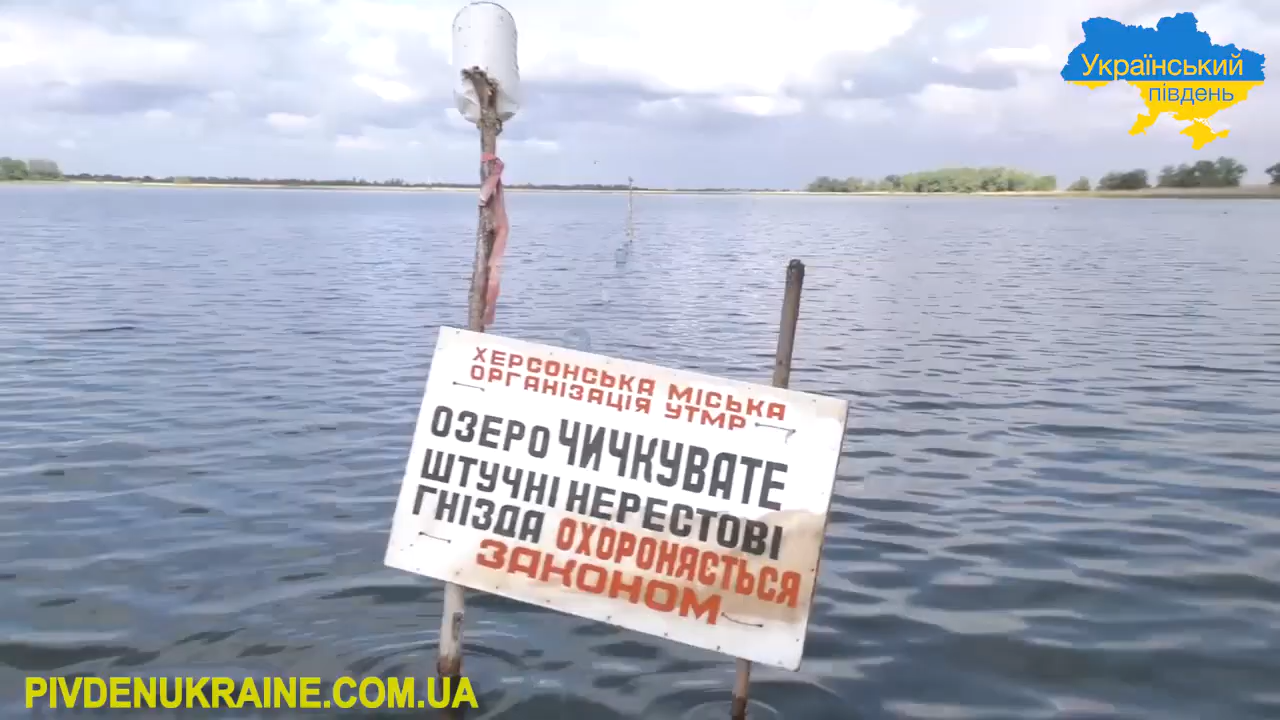 Український
південь
ХЕРСОНСЬКА МІСЬКА
ОРГАНІЗАЦІЯ УТМР
ОЗЕРО ЧИЧКУВАТЕ
ШТУЧНІ НЕРЕСТОВІ
ГНІЗДА ОХОРОНЯЄТЬСЯ
ЗАКОНОМ
PIVDENUKRAINE.COM.UA